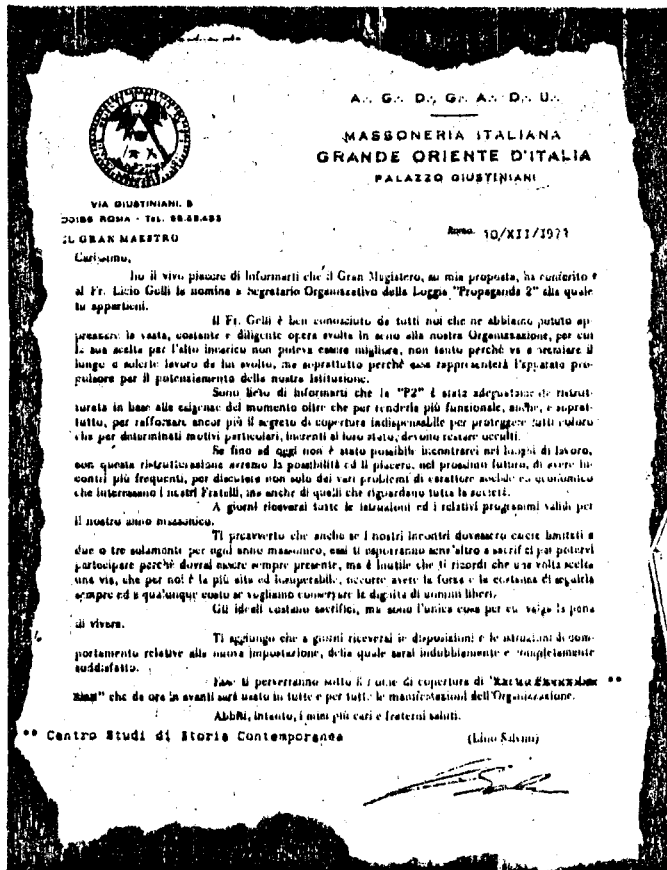 A∴ G∴ D∴ G∴ A∴ D∴ U∴
MASSONERIA ITALIANA
GRANDE ORIENTE D'ITALIA
PALAZZO GIUSTINIANI
VIA GIUSTINIANI, 5
00186 ROMA - TEL. 65.69.453
IL GRAN MAESTRO
Roma, 10/XII/1971
Carissimo,
ho il vivo piacere di informarti che il Gran Magistero, su mia proposta, ha conferito
al Fr. Licio Gelli la nomina a Segretario Organizzativo della Loggia "Propaganda 2" alla quale
tu appartieni.
Il Fr. Gelli è ben conosciuto da tutti noi che ne abbiamo potuto ap-
prezzare la vasta, costante e diligente opera svolta in seno alla nostra Organizzazione, per cui
la sua scelta per l'alto incarico non poteva essere migliore, non tanto perchè va a premiare il
lungo e solerte lavoro da lui svolto, ma soprattutto perchè essa rappresenterà l'apparato pro-
pulsore per il potenziamento della nostra Istituzione.
Sono lieto di informarti che la "P2" è stata adeguatamente ristrut-
turata in base alle esigenze del momento oltre che per renderla più funzionale, anche, e soprat-
tutto, per rafforzare ancor più il segreto di copertura indispensabile per proteggere tutti coloro
che per determinati motivi particolari, inerenti al loro stato, devono restare occulti.
Se fino ad oggi non è stato possibile incontrarci nei luoghi di lavoro,
con questa ristrutturazione avremo la possibilità ed il piacere, nel prossimo futuro, di avere in-
contri più frequenti, per discutere non solo dei vari problemi di carattere sociale ed economico
che interessano i nostri Fratelli, ma anche di quelli che riguardano tutta la società.
A giorni riceverai tutte le istruzioni ed i relativi programmi validi per
il nostro anno massonico.
Ti preavverto che anche se i nostri incontri dovessero essere limitati a
due o tre solamente per ogni anno massonico, essi ti esporranno senz'altro a sacrifici per potervi
partecipare perchè dovrai essere sempre presente, ma è inutile che ti ricordi che una volta scelta
una via, che per noi è la più alta ed insuperabile, occorre avere la forza e la costanza di seguirla
sempre ed a qualunque costo se vogliamo conservare la dignità di uomini liberi.
Gli ideali costano sacrifici, ma sono l'unica cosa per cui valga la pena
di vivere.
Ti aggiungo che a giorni riceverai le disposizioni e le istruzioni di com-
portamento relative alla nuova impostazione, della quale sarai indubbiamente e completamente
soddisfatto.
Esse ti perverranno sotto il nome di copertura di " **
" che da ora in avanti sarà usato in tutte e per tutte le manifestazioni dell'Organizzazione.
Abbiti, intanto, i miei più cari e fraterni saluti.
** Centro Studi di Storia Contemporanea
(Lino Salvini)